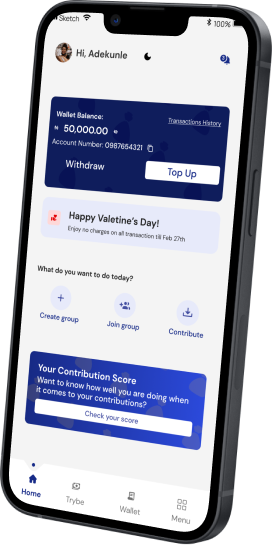 Sketch
100%
Hi, Adekunle
3
Wallet Balance:
Transactions History
₦ 50,000.00
Account Number: 0987654321
Withdraw
Top Up
Happy Valetine's Day!
Enjoy no charges on all transaction till Feb 27th
What do you want to do today?
Create group
Join group
Contribute
Your Contribution Score
Want to know how well you are doing when
it comes to your contributions?
Check your score
Home
Trybe
Wallet
Menu